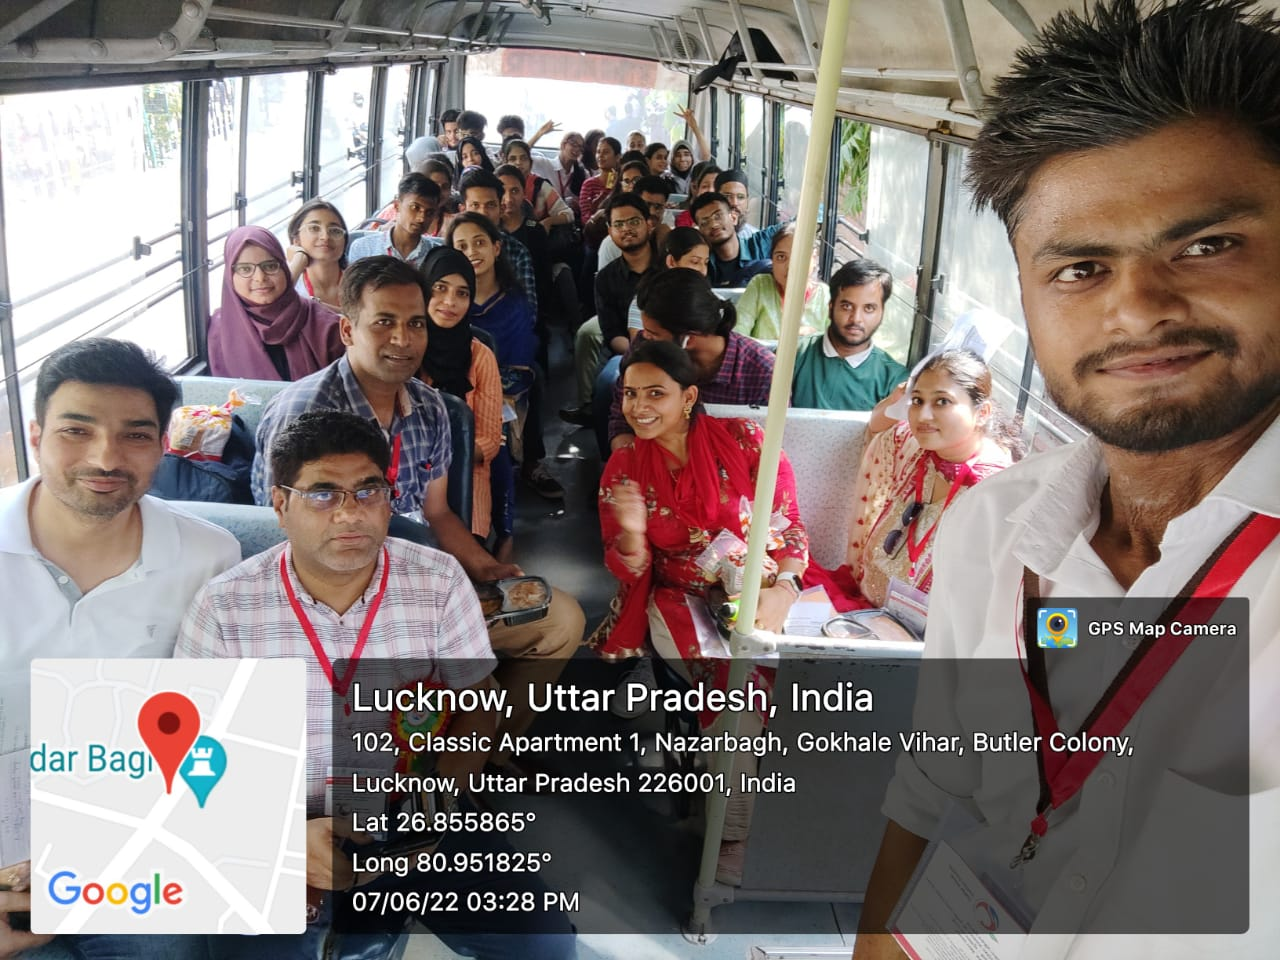 GPS Map Camera
Lucknow, Uttar Pradesh, India
102, Classic Apartment 1, Nazarbagh, Gokhale Vihar, Butler Colony,
Lucknow, Uttar Pradesh 226001, India
Lat 26.855865°
Long 80.951825°
07/06/22 03:28 PM
dar Bagh
Google